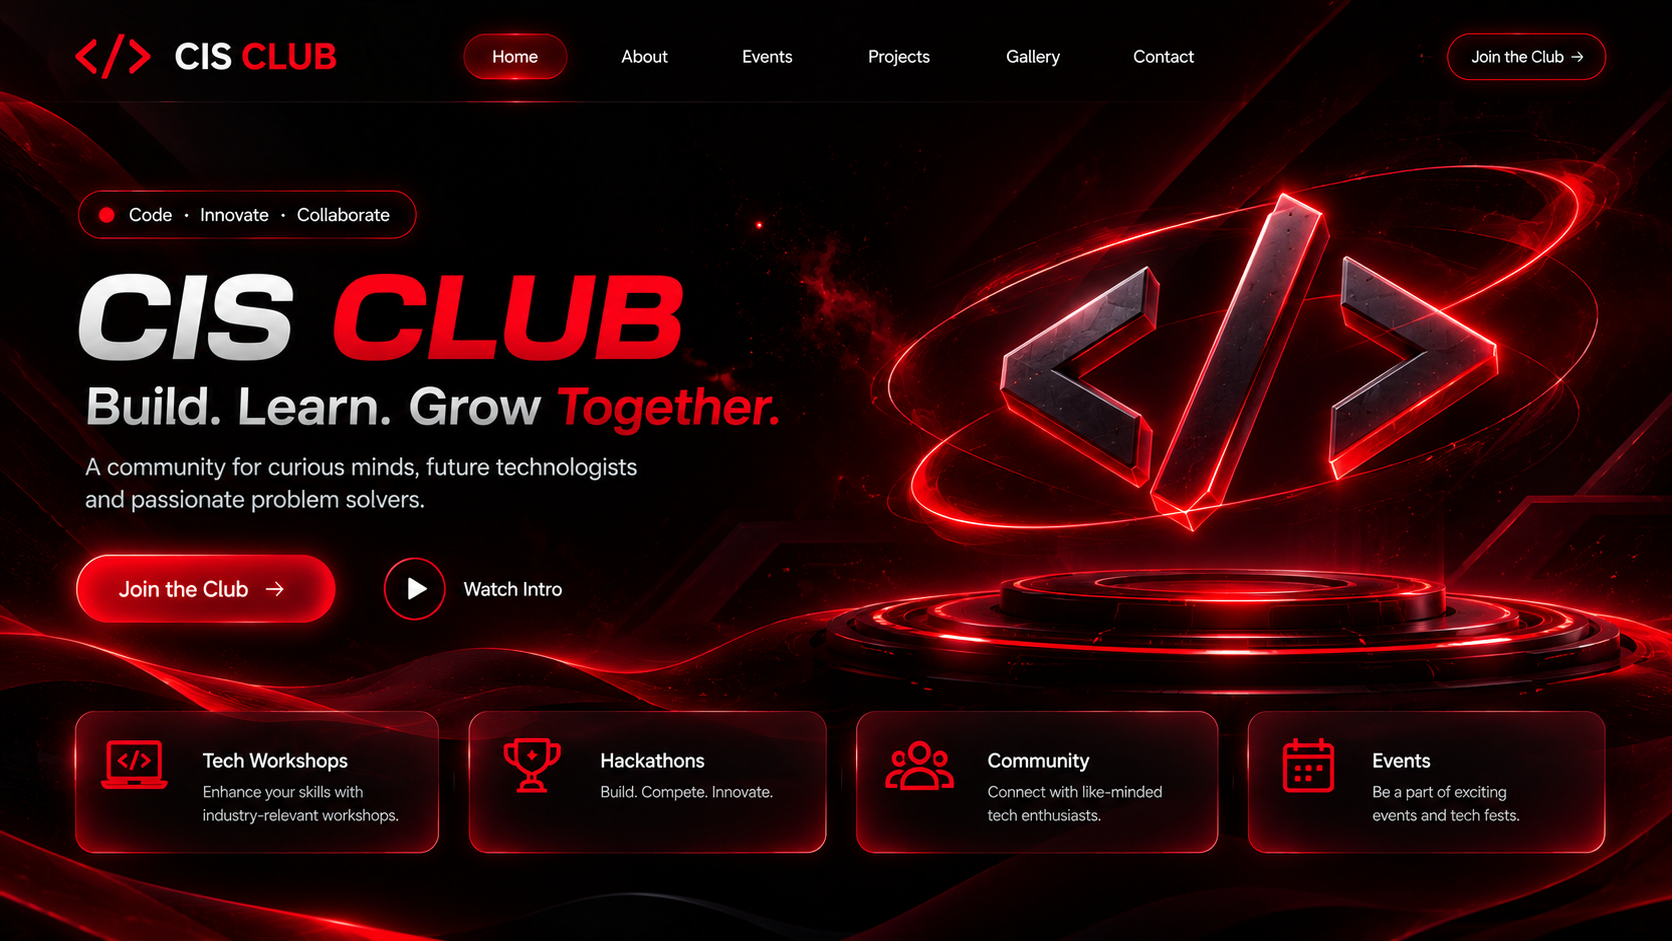 </> CIS CLUB
Home
About
Events
Projects
Gallery
Contact
Join the Club →
Code · Innovate · Collaborate
CIS CLUB
Build. Learn. Grow Together.
A community for curious minds, future technologists
and passionate problem solvers.
Join the Club →
Watch Intro
</>
</>
Tech Workshops
Enhance your skills with
industry-relevant workshops.
Hackathons
Build. Compete. Innovate.
Community
Connect with like-minded
tech enthusiasts.
Events
Be a part of exciting
events and tech fests.